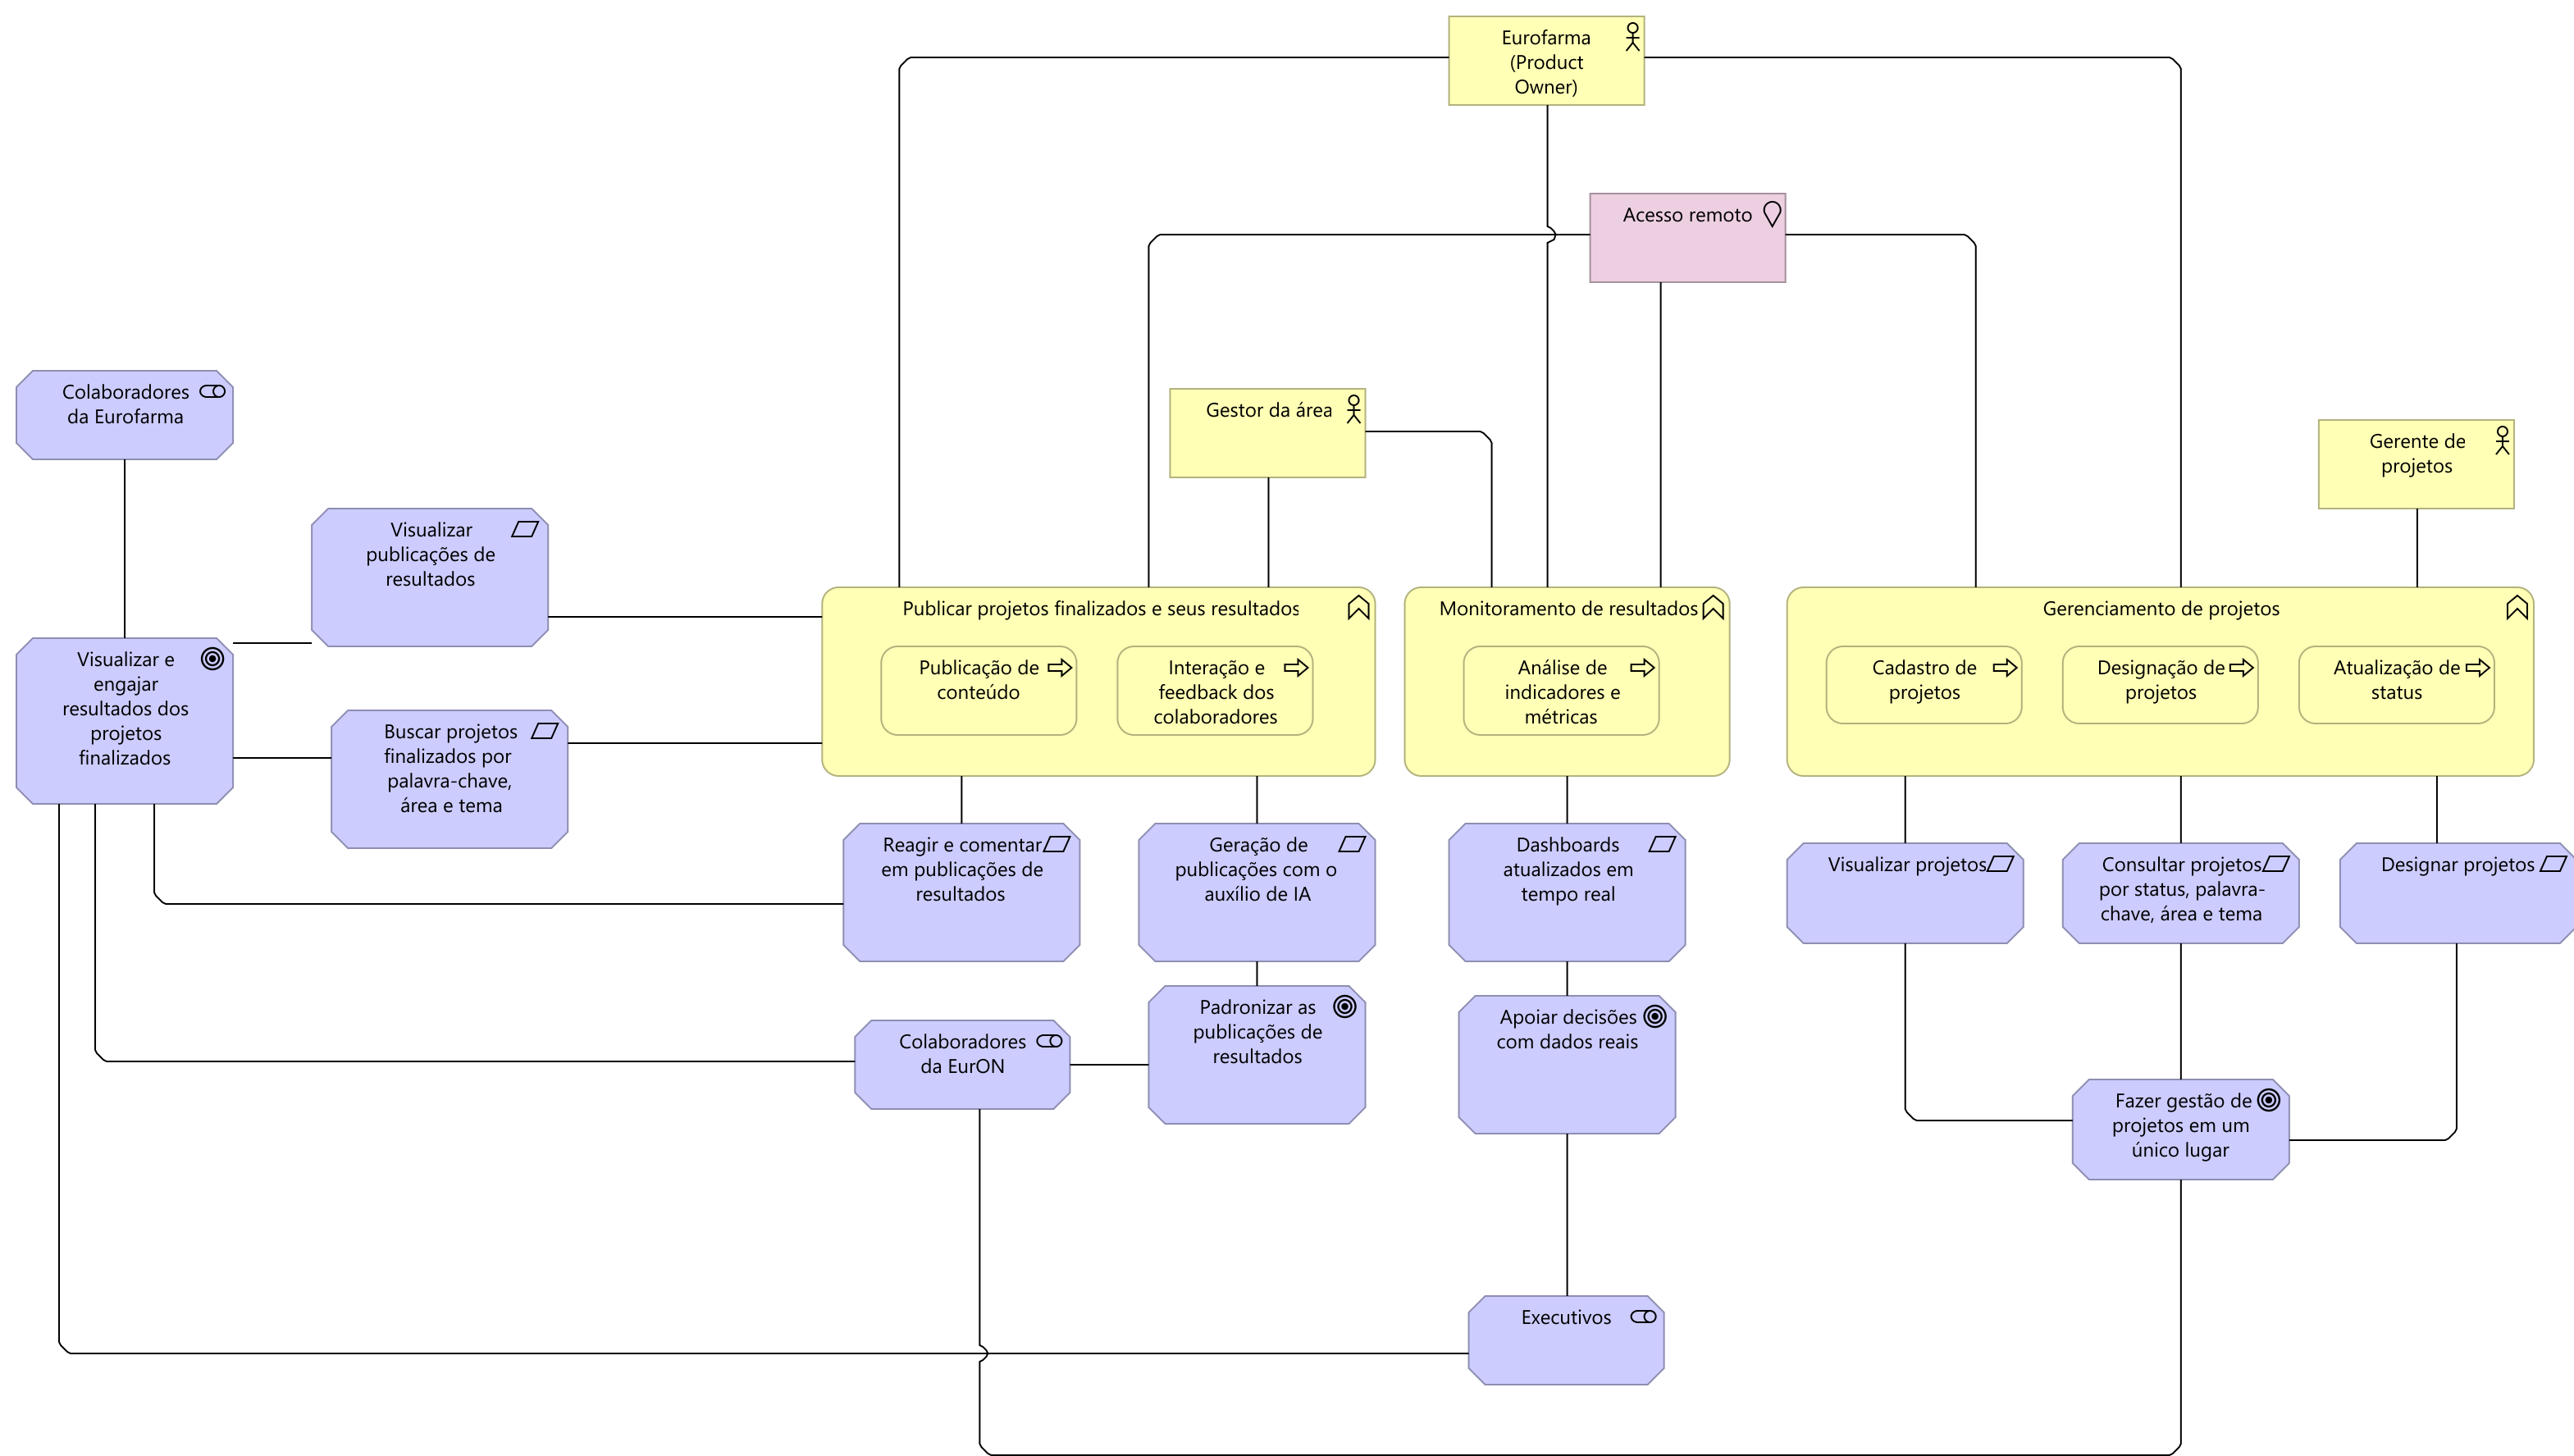 Eurofarma
(Product
Owner)
Acesso remoto
Colaboradores
da Eurofarma
Gestor da área
Gerente de
projetos
Visualizar
publicações de
resultados
Visualizar e
engajar
resultados dos
projetos
finalizados
Buscar projetos
finalizados por
palavra-chave,
área e tema
Publicar projetos finalizados e seus resultados
Publicação de
conteúdo
Interação e
feedback dos
colaboradores
Monitoramento de resultados
Análise de
indicadores e
métricas
Gerenciamento de projetos
Cadastro de
projetos
Designação de
projetos
Atualização de
status
Reagir e comentar
em publicações de
resultados
Geração de
publicações com o
auxílio de IA
Dashboards
atualizados em
tempo real
Visualizar projetos
Consultar projetos
por status, palavra-
chave, área e tema
Designar projetos
Colaboradores
da EurON
Padronizar as
publicações de
resultados
Apoiar decisões
com dados reais
Fazer gestão de
projetos em um
único lugar
Executivos